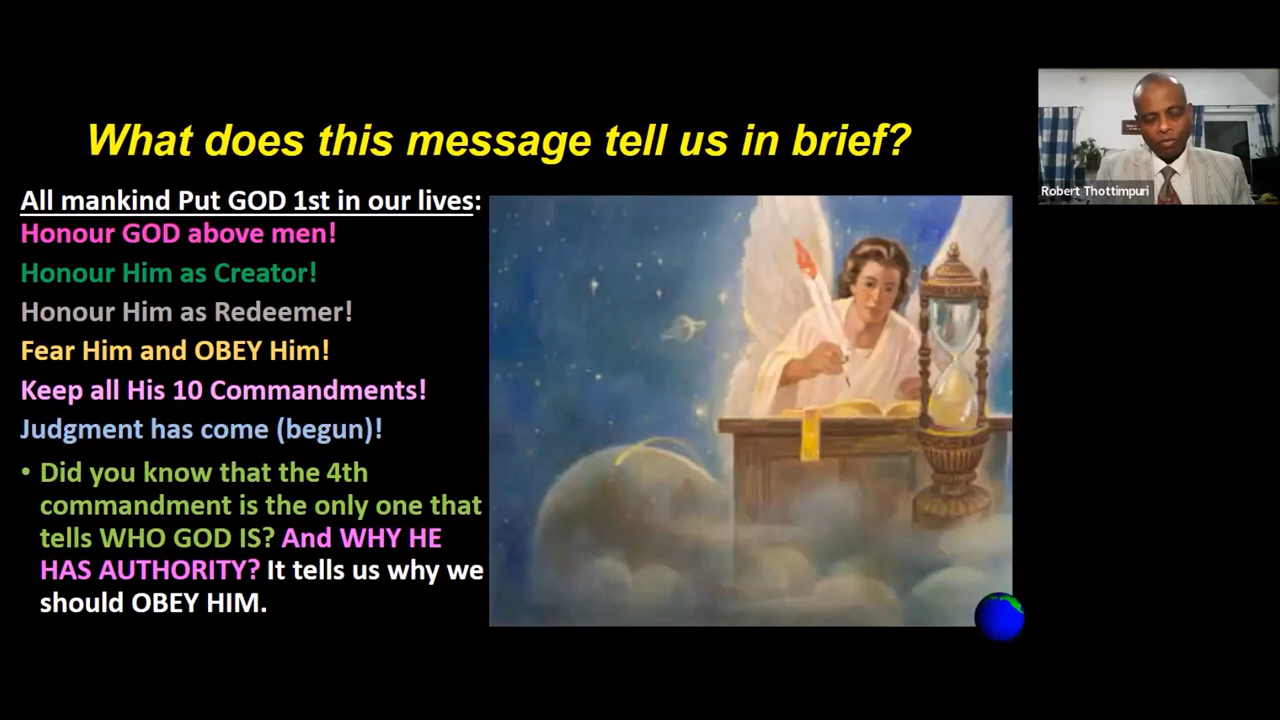 What does this message tell us in brief?
All mankind Put GOD 1st in our lives:
Honour GOD above men!
Honour Him as Creator!
Honour Him as Redeemer!
Fear Him and OBEY Him!
Keep all His 10 Commandments!
Judgment has come (begun)!
• Did you know that the 4th
commandment is the only one that
tells WHO GOD IS? And WHY HE
HAS AUTHORITY? It tells us why we
should OBEY HIM.
Robert Thottimpuri